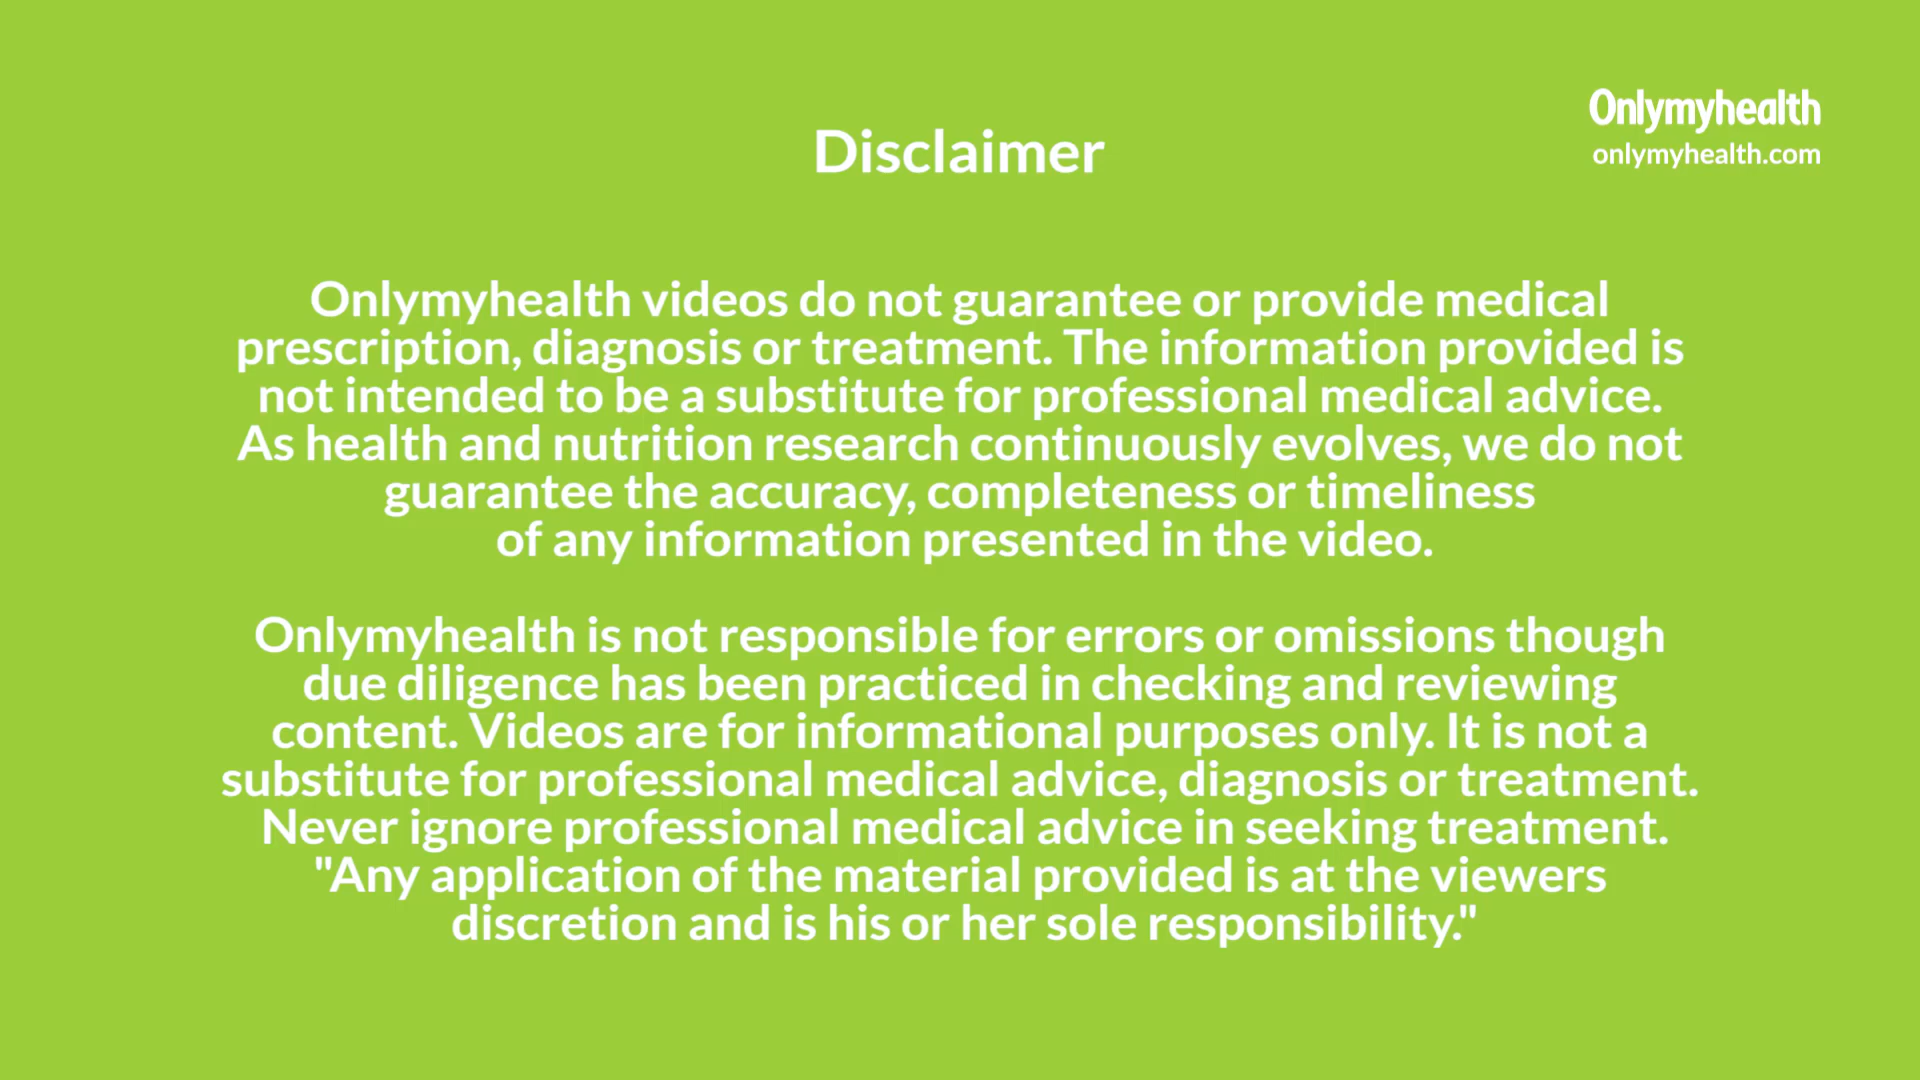 Onlymyhealth
onlymyhealth.com
Disclaimer
Onlymyhealth videos do not guarantee or provide medical
prescription, diagnosis or treatment. The information provided is
not intended to be a substitute for professional medical advice.
As health and nutrition research continuously evolves, we do not
guarantee the accuracy, completeness or timeliness
of any information presented in the video.
Onlymyhealth is not responsible for errors or omissions though
due diligence has been practiced in checking and reviewing
content. Videos are for informational purposes only. It is not a
substitute for professional medical advice, diagnosis or treatment.
Never ignore professional medical advice in seeking treatment.
"Any application of the material provided is at the viewers
discretion and is his or her sole responsibility."